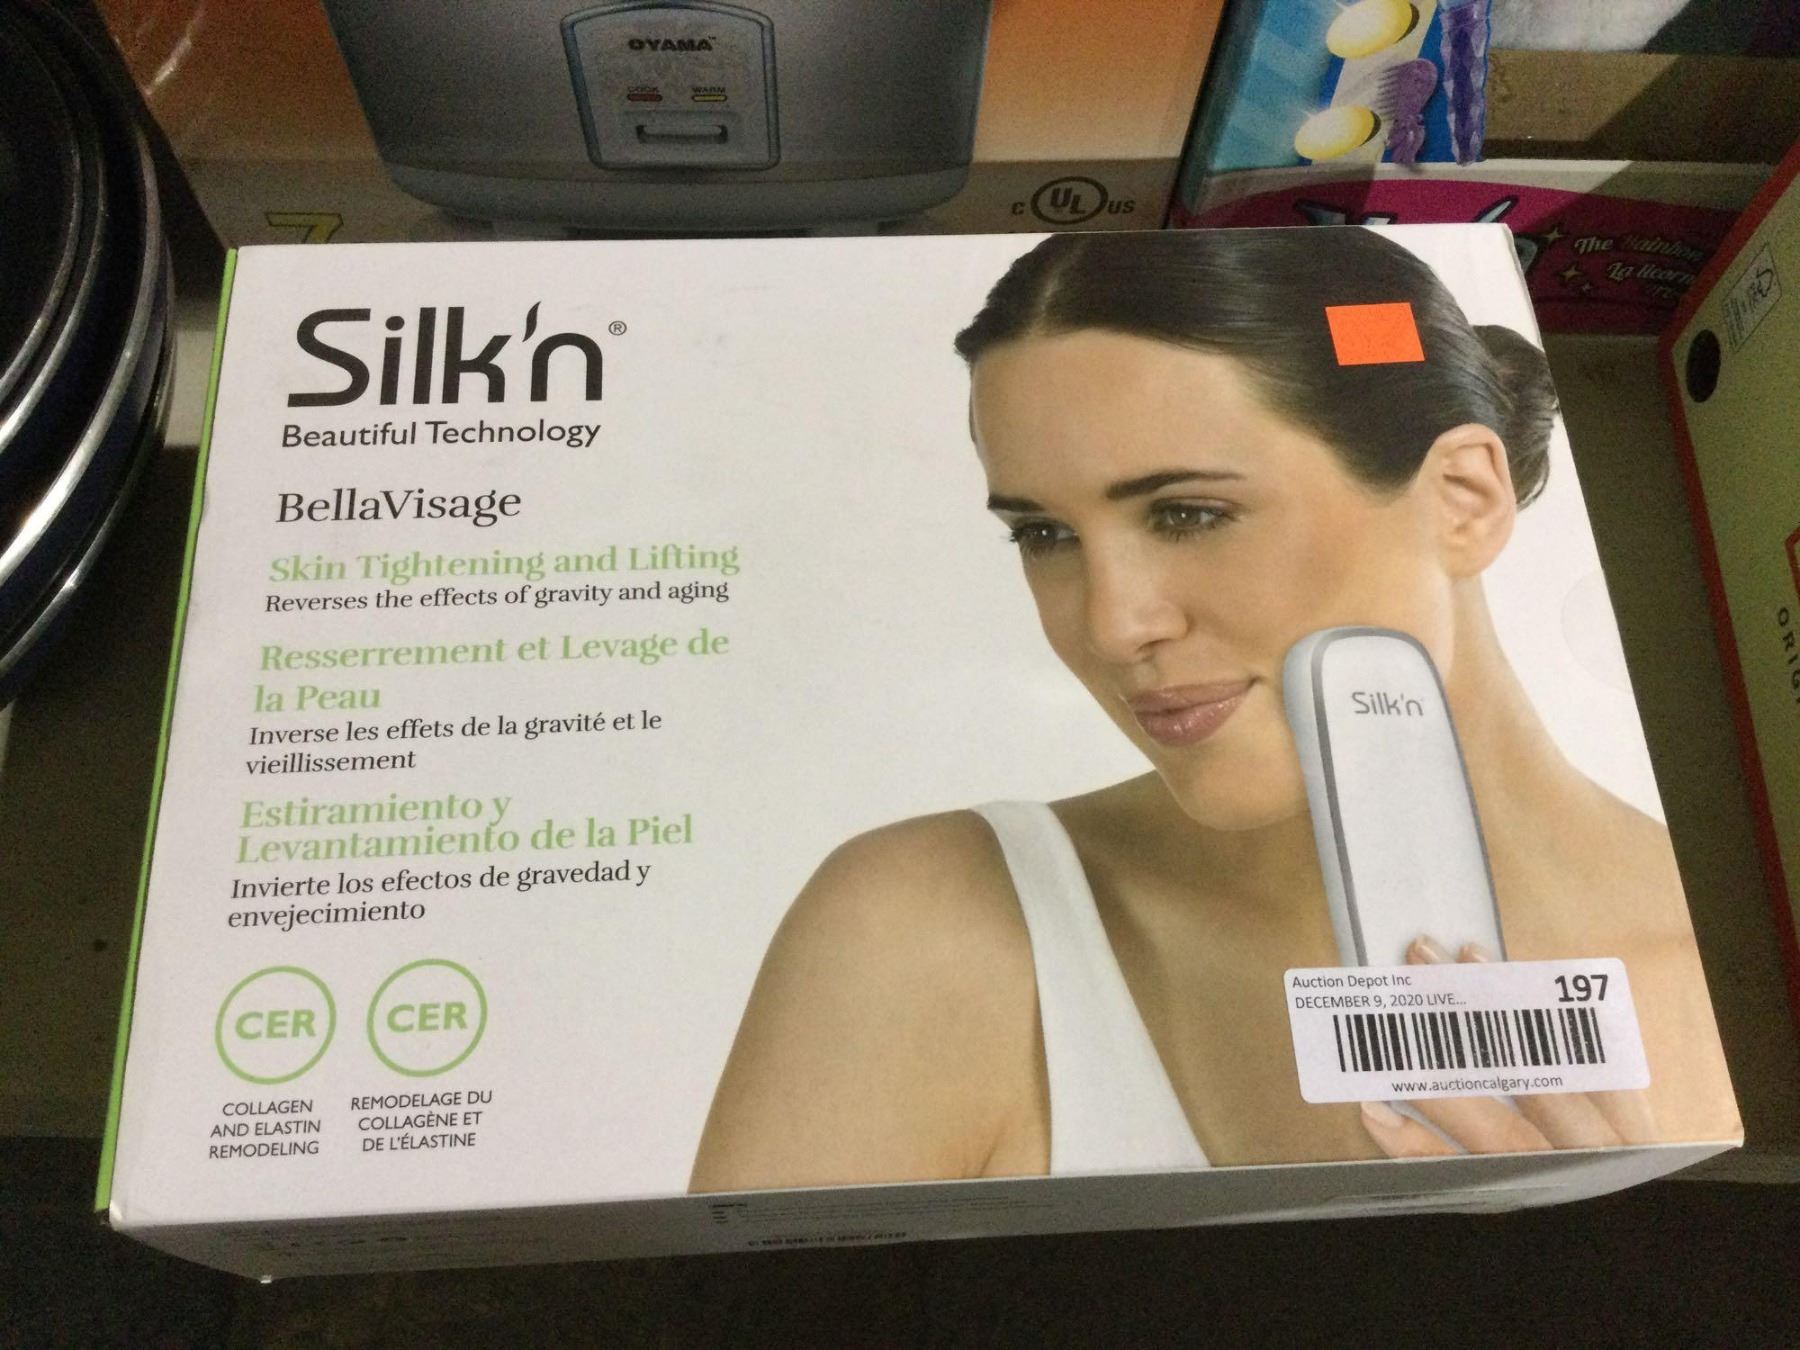 OYAMA™
COOK WARM
7
C UL US
The Rainbow
La licorn
Silk'n®
Beautiful Technology
BellaVisage
Skin Tightening and Lifting
Reverses the effects of gravity and aging
Resserrement et Levage de
la Peau
Inverse les effets de la gravité et le
vieillissement
Estiramiento y
Levantamiento de la Piel
Invierte los efectos de gravedad y
envejecimiento
CER CER
COLLAGEN
AND ELASTIN
REMODELING
REMODELAGE DU
COLLAGÈNE ET
DE L'ÉLASTINE
Silk'n
Auction Depot Inc
DECEMBER 9, 2020 LIVE...
197
www.auctioncalgary.com